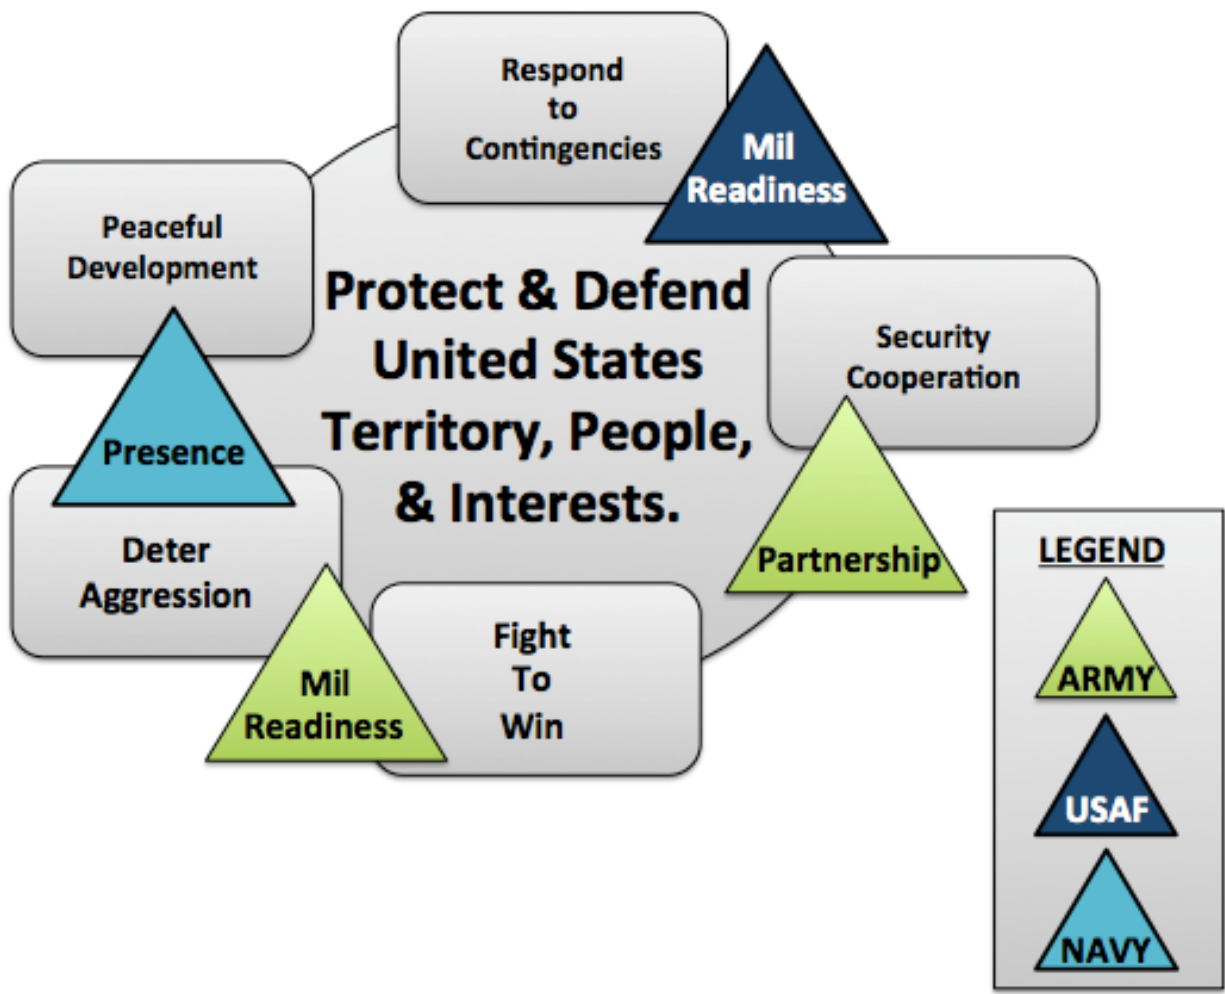 Respond
to
Contingencies
Mil
Readiness
Peaceful
Development
Protect & Defend
United States
Territory, People,
& Interests.
Security
Cooperation
Presence
Partnership
Deter
Aggression
Mil
Readiness
Fight
To
Win
LEGEND
ARMY
USAF
NAVY